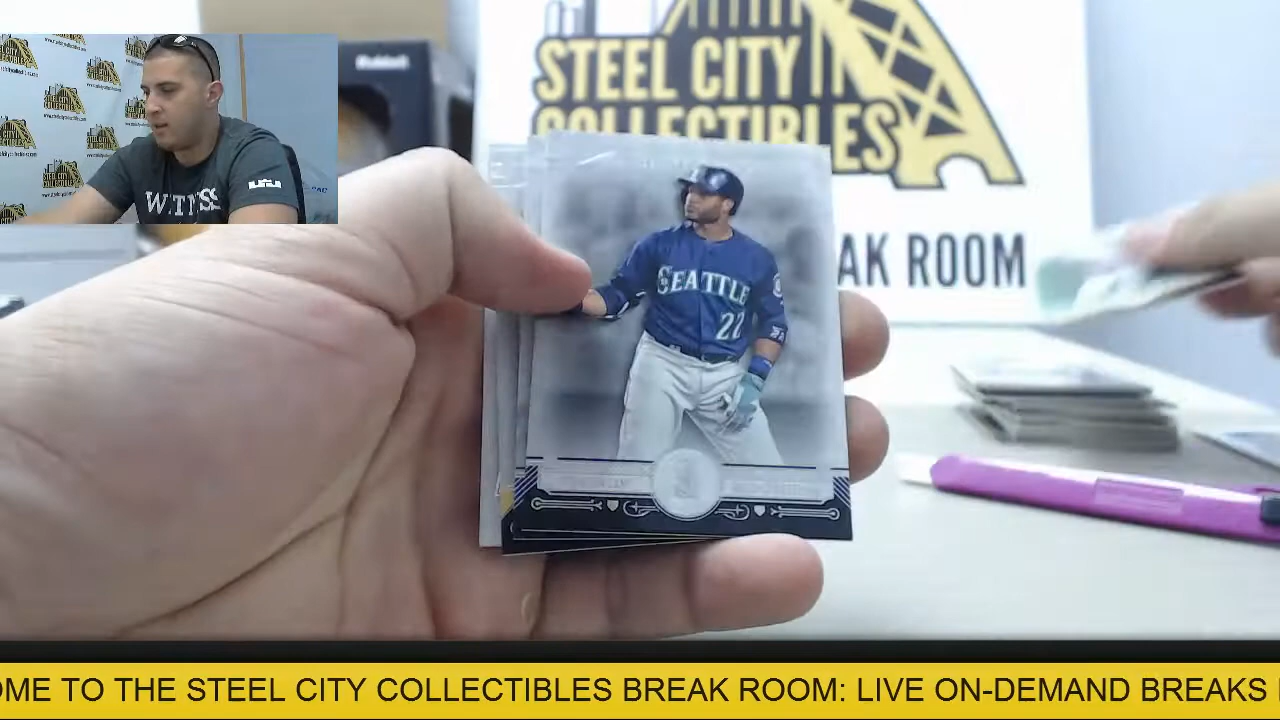 STEEL CITY
COLLECTIBLES
AK ROOM
Riddell
WITNESS
SEATTLE
22
OME TO THE STEEL CITY COLLECTIBLES BREAK ROOM: LIVE ON-DEMAND BREAKS